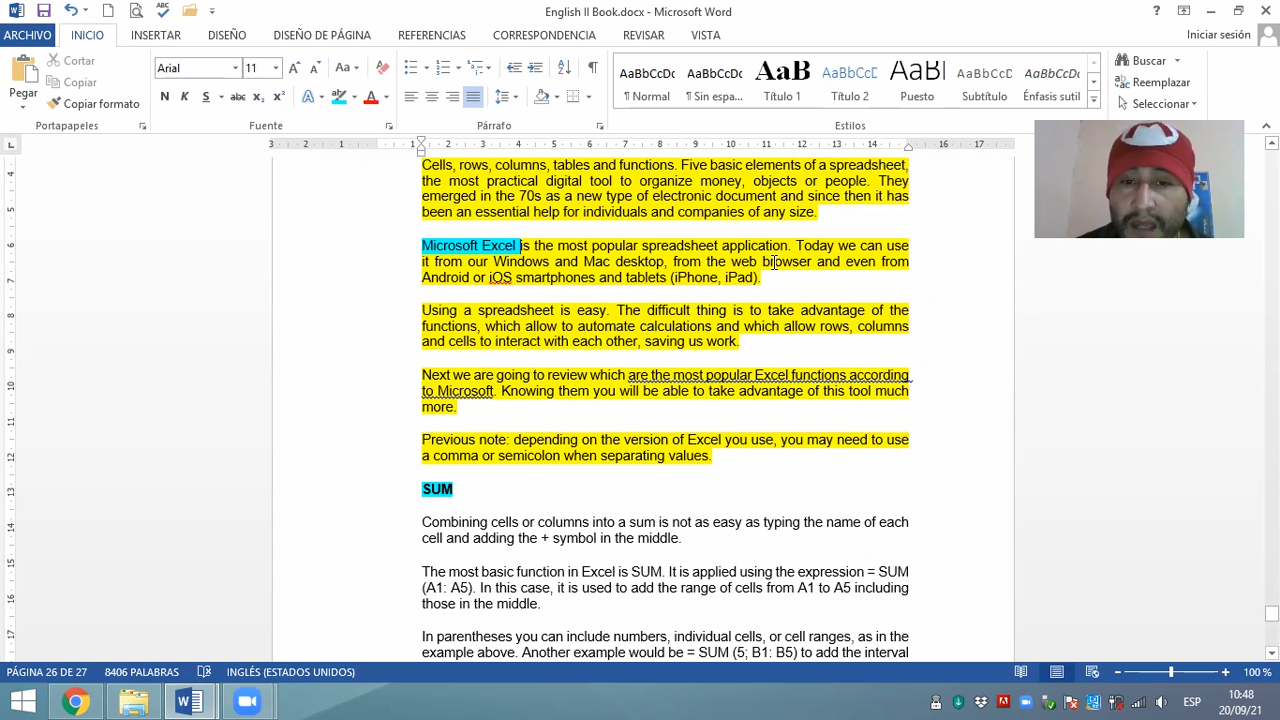 English II Book.docx - Microsoft Word
ARCHIVO INICIO INSERTAR DISEÑO DISEÑO DE PÁGINA REFERENCIAS CORRESPONDENCIA REVISAR VISTA Iniciar sesión
Pegar
Cortar
Copiar
Copiar formato
Portapapeles
Arial 11
N K S abc x₂ x²
Fuente
Párrafo
AaBbCcDc AaBbCcDc AaB AaBbCcD AaB AaBbCcD AaBbCcDc
¶ Normal ¶ Sin espa... Título 1 Título 2 Puesto Subtítulo Énfasis sutil
Estilos
Buscar
Reemplazar
Seleccionar
Cells, rows, columns, tables and functions. Five basic elements of a spreadsheet,
the most practical digital tool to organize money, objects or people. They
emerged in the 70s as a new type of electronic document and since then it has
been an essential help for individuals and companies of any size.
Microsoft Excel is the most popular spreadsheet application. Today we can use
it from our Windows and Mac desktop, from the web browser and even from
Android or iOS smartphones and tablets (iPhone, iPad).
Using a spreadsheet is easy. The difficult thing is to take advantage of the
functions, which allow to automate calculations and which allow rows, columns
and cells to interact with each other, saving us work.
Next we are going to review which are the most popular Excel functions according
to Microsoft. Knowing them you will be able to take advantage of this tool much
more.
Previous note: depending on the version of Excel you use, you may need to use
a comma or semicolon when separating values.
SUM
Combining cells or columns into a sum is not as easy as typing the name of each
cell and adding the + symbol in the middle.
The most basic function in Excel is SUM. It is applied using the expression = SUM
(A1: A5). In this case, it is used to add the range of cells from A1 to A5 including
those in the middle.
In parentheses you can include numbers, individual cells, or cell ranges, as in the
example above. Another example would be = SUM (5; B1: B5) to add the interval
PÁGINA 26 DE 27 8406 PALABRAS INGLÉS (ESTADOS UNIDOS) 100 %
ESP
10:48
20/09/21